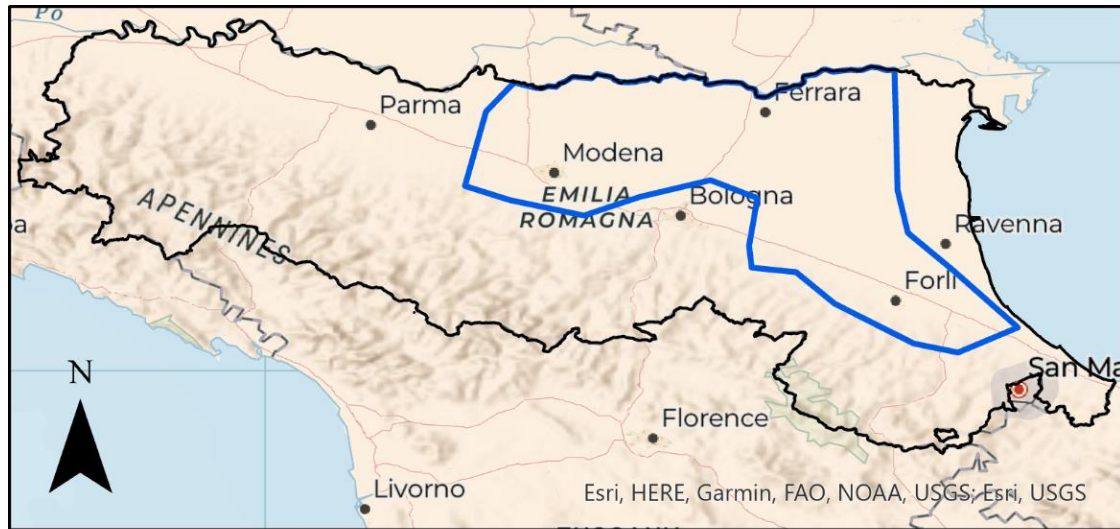 Po
Parma
Ferrara
Modena
EMILIA
ROMAGNA
Bologna
APENNINES
Ravenna
Forlì
N
San Ma
Florence
Livorno
Esri, HERE, Garmin, FAO, NOAA, USGS; Esri, USGS